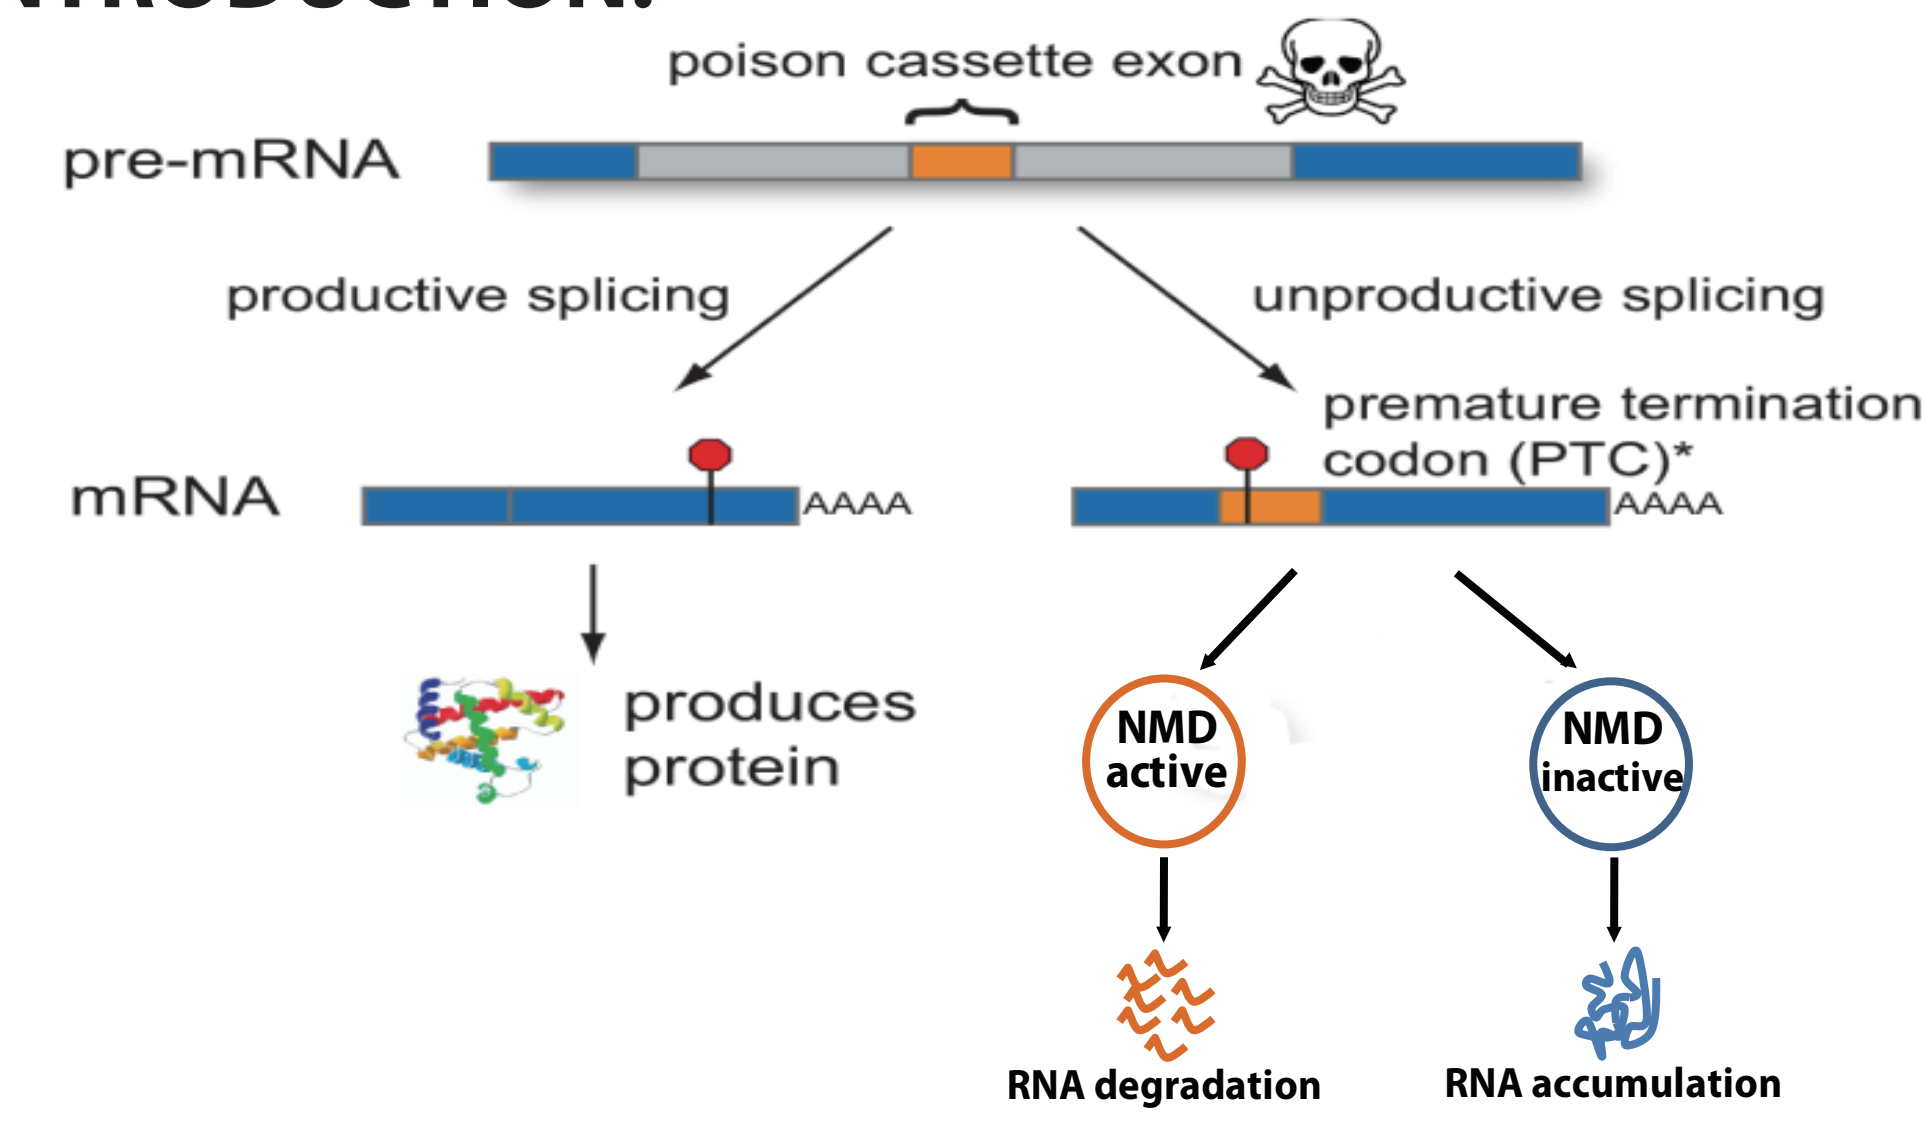 NTRODUCTION:
poison cassette exon
pre-mRNA
productive splicing
unproductive splicing
premature termination
codon (PTC)*
mRNA
AAAA
AAAA
produces
protein
NMD
active
NMD
inactive
RNA degradation
RNA accumulation